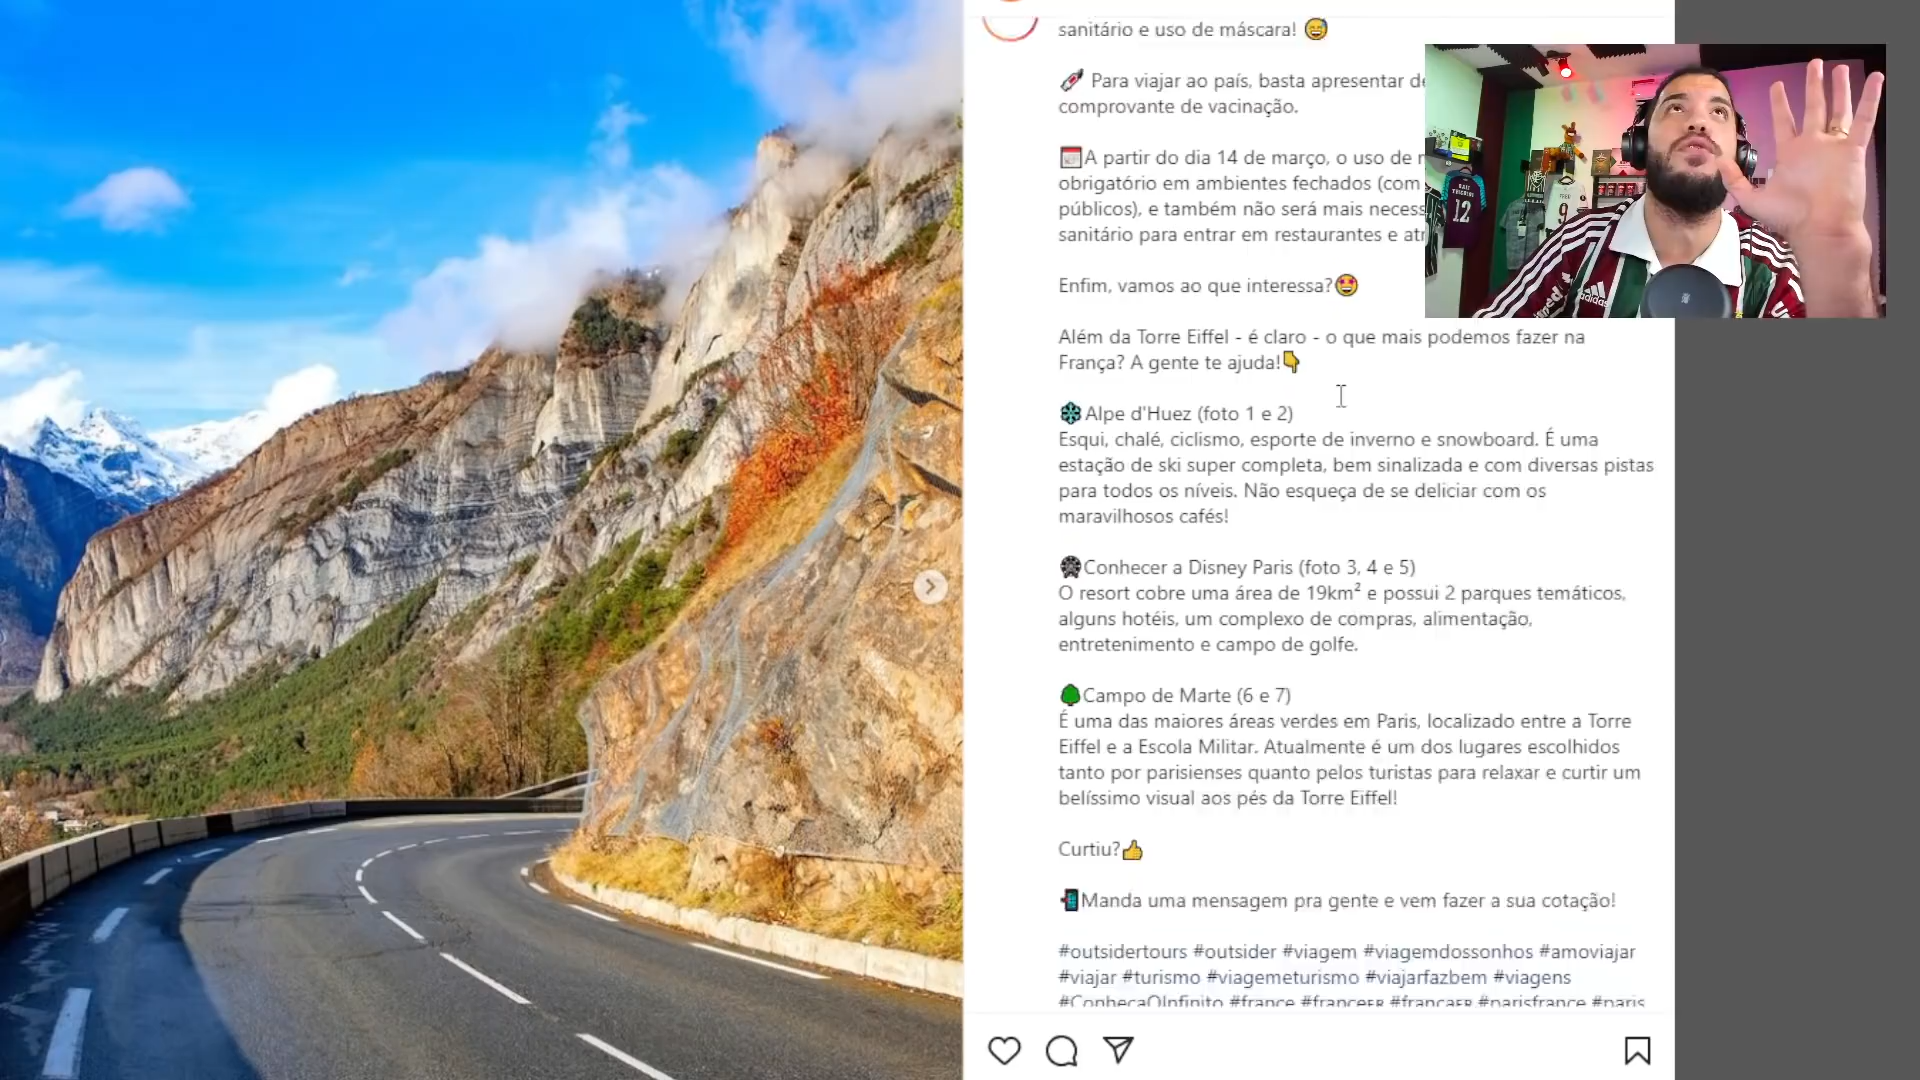 sanitário e uso de máscara! 😅
💉 Para viajar ao país, basta apresentar
comprovante de vacinação.
📅A partir do dia 14 de março, o uso de
obrigatório em ambientes fechados (com
públicos), e também não será mais
sanitário para entrar em restaurantes e
Enfim, vamos ao que interessa?🤩
Além da Torre Eiffel - é claro - o que mais podemos fazer na
França? A gente te ajuda!👇
❄️Alpe d'Huez (foto 1 e 2)
Esqui, chalé, ciclismo, esporte de inverno e snowboard. É uma
estação de ski super completa, bem sinalizada e com diversas pistas
para todos os níveis. Não esqueça de se deliciar com os
maravilhosos cafés!
🎡Conhecer a Disney Paris (foto 3, 4 e 5)
O resort cobre uma área de 19km² e possui 2 parques temáticos,
alguns hotéis, um complexo de compras, alimentação,
entretenimento e campo de golfe.
🌳Campo de Marte (6 e 7)
É uma das maiores áreas verdes em Paris, localizado entre a Torre
Eiffel e a Escola Militar. Atualmente é um dos lugares escolhidos
tanto por parisienses quanto pelos turistas para relaxar e curtir um
belíssimo visual aos pés da Torre Eiffel!
Curtiu?👍
📲Manda uma mensagem pra gente e vem fazer a sua cotação!
#outsidertours #outsider #viagem #viagemdossonhos #amoviajar
#viajar #turismo #viagemeturismo #viajarfazbem #viagens
#ConheçaOInfinito #france #franceFR #françaFR #parisfrance #paris
12
9
adidas